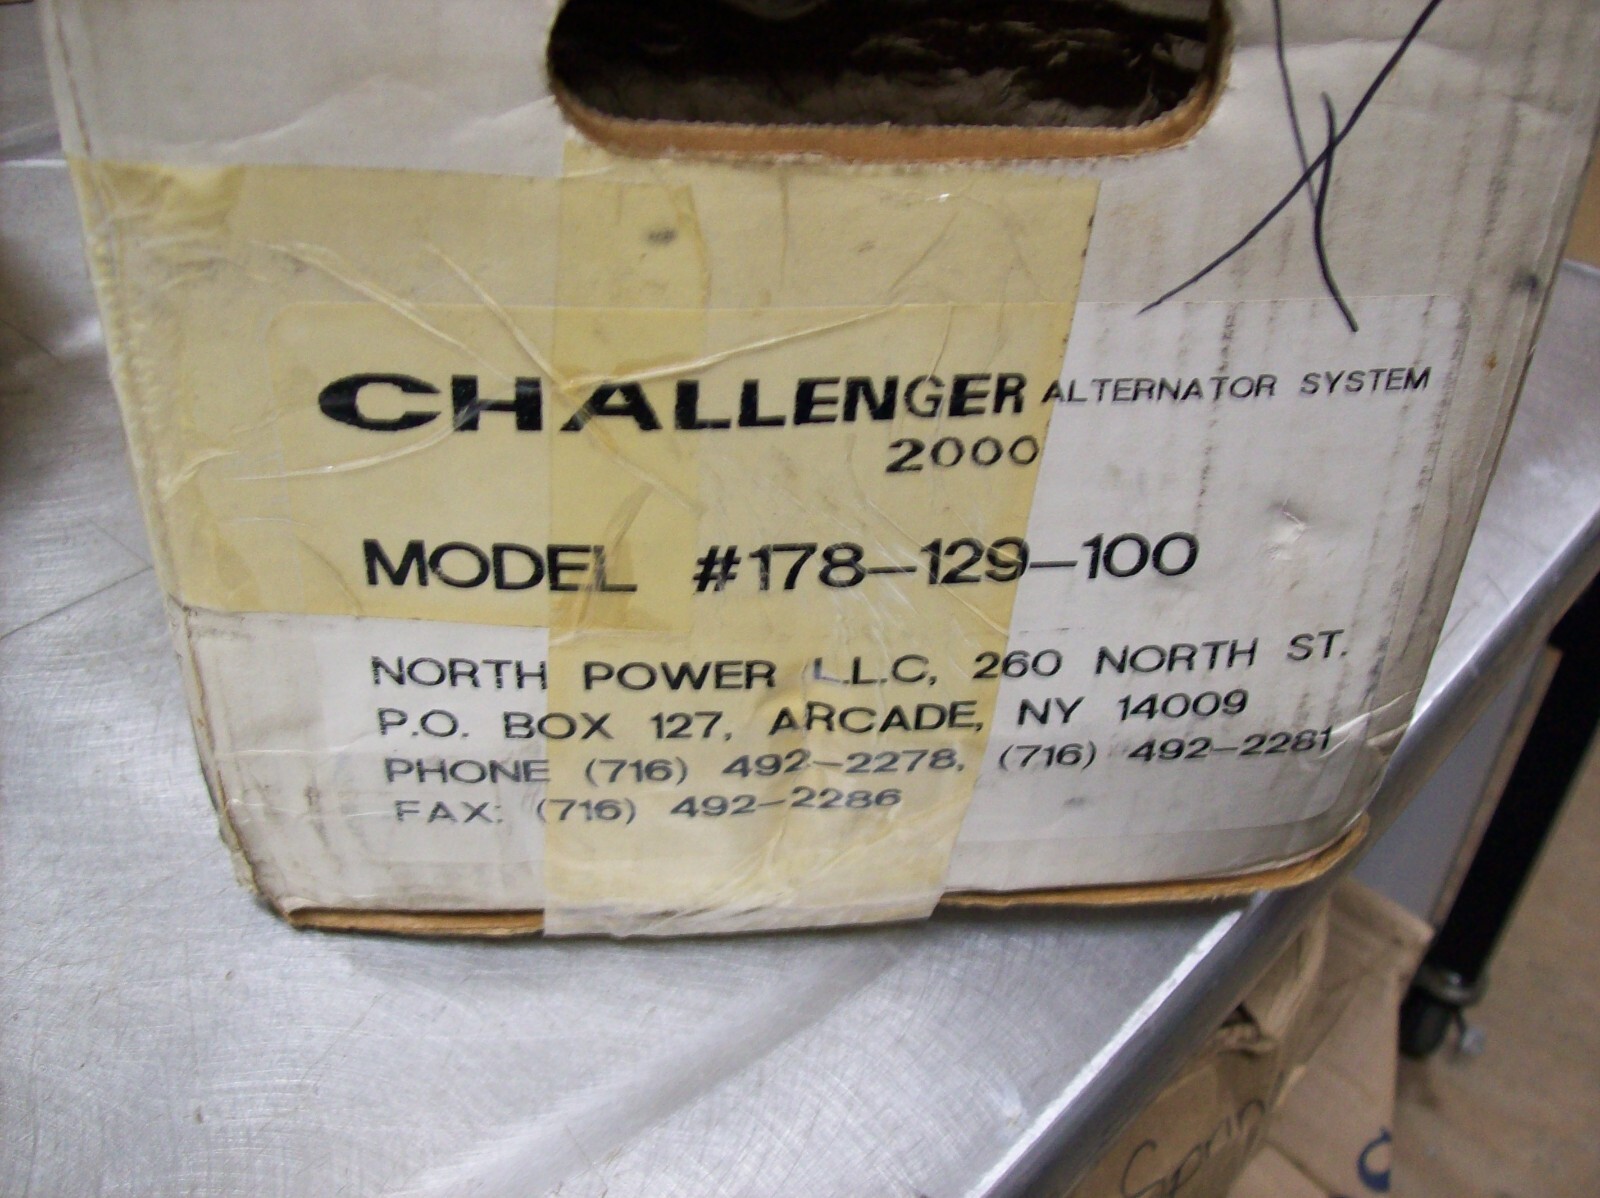 CHALLENGER ALTERNATOR SYSTEM
2000
MODEL #178-129-100
NORTH POWER L.L.C, 260 NORTH ST.
P.O. BOX 127, ARCADE, NY 14009
PHONE (716) 492-2278, (716) 492-2281
FAX: (716) 492-2286